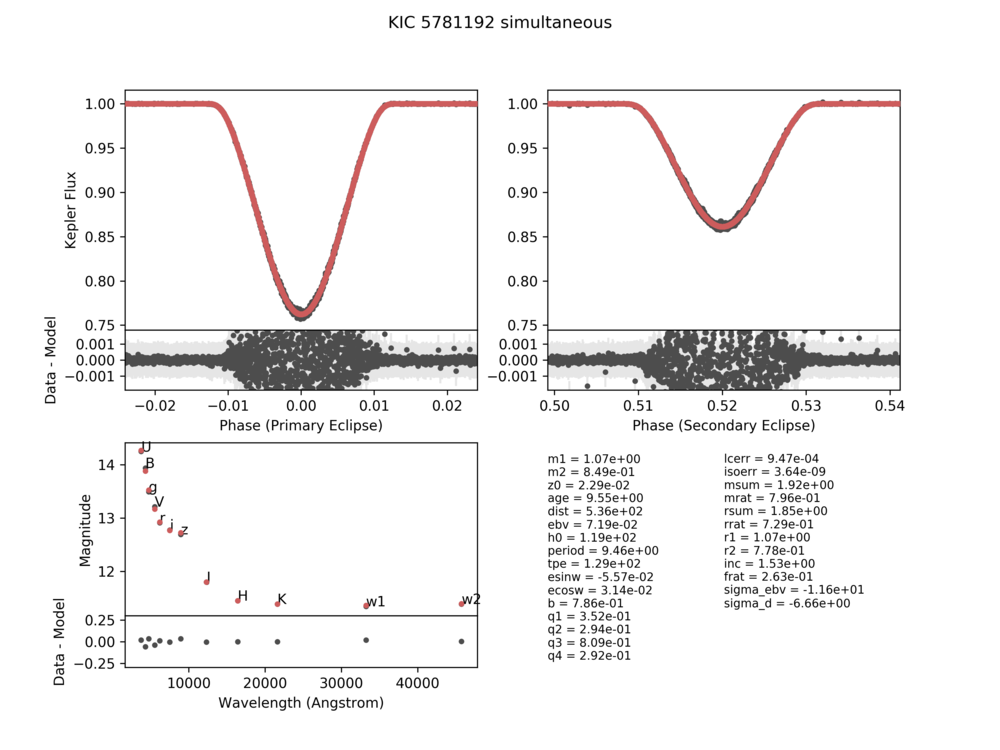 KIC 5781192 simultaneous
1.00
0.95
0.90
0.85
0.80
0.75
Kepler Flux
0.001
0.000
−0.001
Data - Model
−0.02 −0.01 0.00 0.01 0.02
Phase (Primary Eclipse)
1.00
0.95
0.90
0.85
0.80
0.75
0.001
0.000
−0.001
0.50 0.51 0.52 0.53 0.54
Phase (Secondary Eclipse)
14
13
12
Magnitude
U
B
g
V
r
i
z
J
H
K
w1
w2
0.25
0.00
−0.25
Data - Model
10000 20000 30000 40000
Wavelength (Angstrom)
m1 = 1.07e+00
m2 = 8.49e-01
z0 = 2.29e-02
age = 9.55e+00
dist = 5.36e+02
ebv = 7.19e-02
h0 = 1.19e+02
period = 9.46e+00
tpe = 1.29e+02
esinw = -5.57e-02
ecosw = 3.14e-02
b = 7.86e-01
q1 = 3.52e-01
q2 = 2.94e-01
q3 = 8.09e-01
q4 = 2.92e-01
lcerr = 9.47e-04
isoerr = 3.64e-09
msum = 1.92e+00
mrat = 7.96e-01
rsum = 1.85e+00
rrat = 7.29e-01
r1 = 1.07e+00
r2 = 7.78e-01
inc = 1.53e+00
frat = 2.63e-01
sigma_ebv = -1.16e+01
sigma_d = -6.66e+00